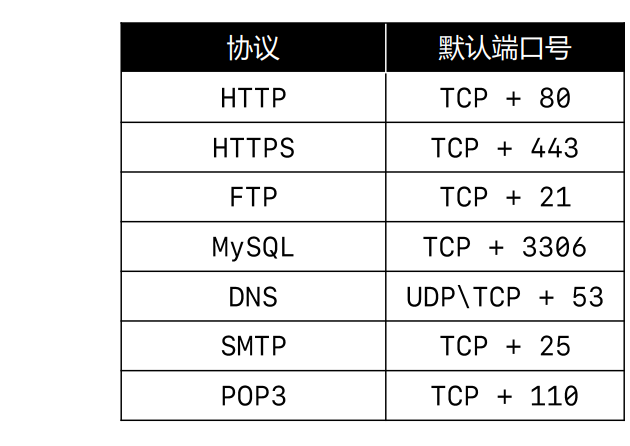 协议 默认端口号
HTTP TCP + 80
HTTPS TCP + 443
FTP TCP + 21
MySQL TCP + 3306
DNS UDP\TCP + 53
SMTP TCP + 25
POP3 TCP + 110